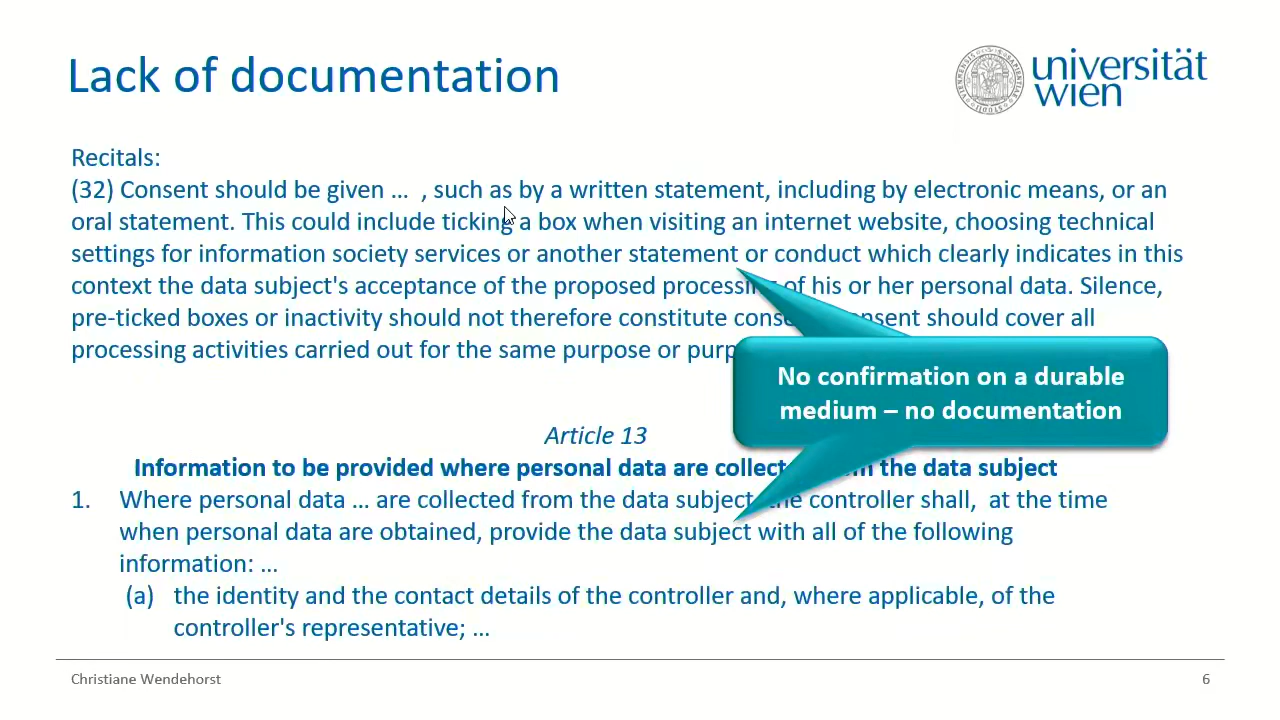 Lack of documentation
universität
wien
Recitals:
(32) Consent should be given … , such as by a written statement, including by electronic means, or an
oral statement. This could include ticking a box when visiting an internet website, choosing technical
settings for information society services or another statement or conduct which clearly indicates in this
context the data subject's acceptance of the proposed processing of his or her personal data. Silence,
pre-ticked boxes or inactivity should not therefore constitute conse onsent should cover all
processing activities carried out for the same purpose or purp
No confirmation on a durable
medium – no documentation
Article 13
Information to be provided where personal data are collect m the data subject
1. Where personal data … are collected from the data subject, the controller shall, at the time
when personal data are obtained, provide the data subject with all of the following
information: …
(a) the identity and the contact details of the controller and, where applicable, of the
controller's representative; …
Christiane Wendehorst
6